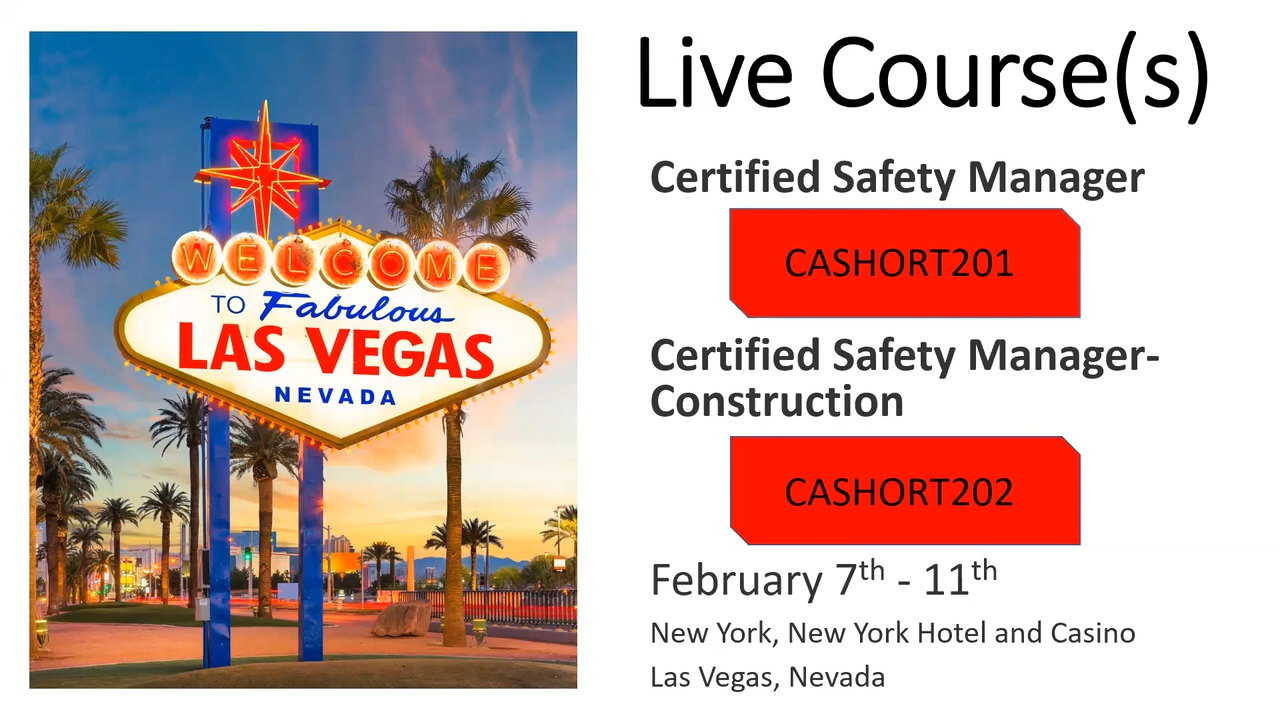 WELCOME
TO Fabulous
LAS VEGAS
NEVADA
Live Course(s)
Certified Safety Manager
CASHORT201
Certified Safety Manager-
Construction
CASHORT202
February 7th - 11th
New York, New York Hotel and Casino
Las Vegas, Nevada